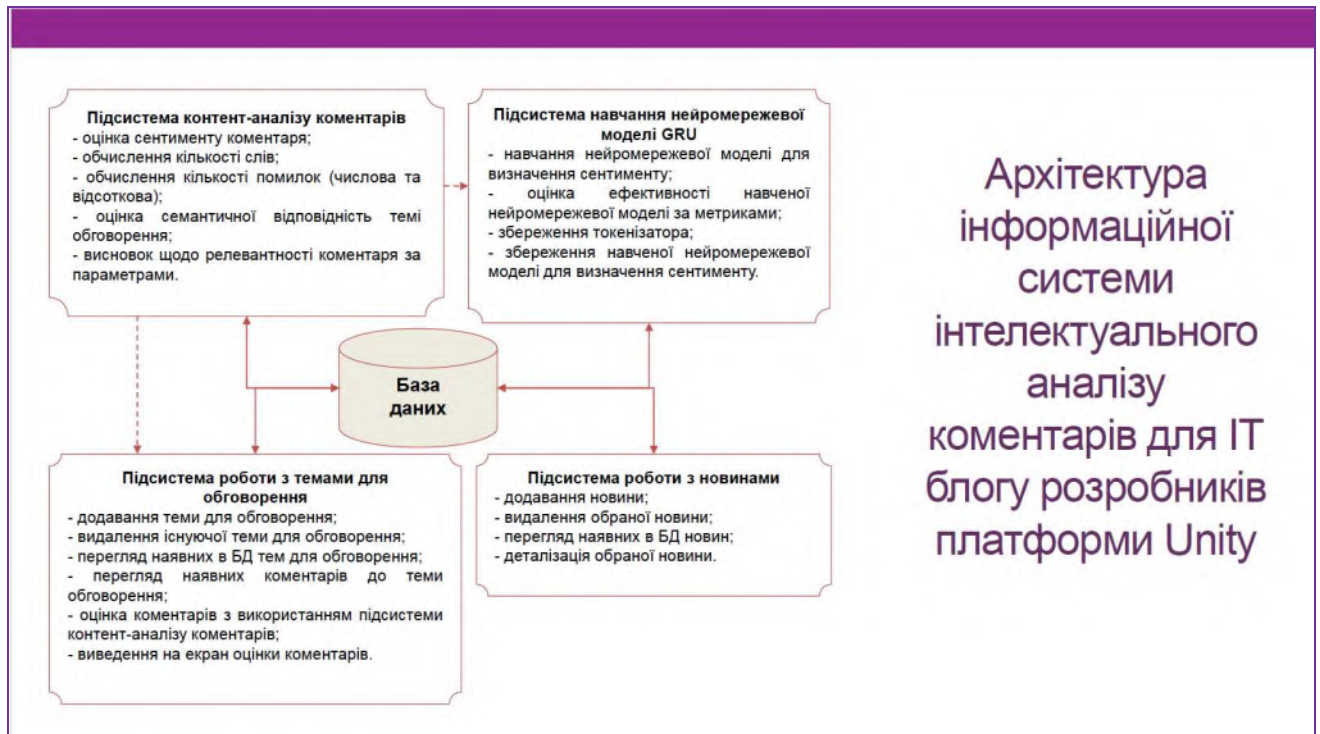 Підсистема контент-аналізу коментарів
- оцінка сентименту коментаря;
- обчислення кількості слів;
- обчислення кількості помилок (числова та
відсоткова);
- оцінка семантичної відповідність темі
обговорення;
- висновок щодо релевантності коментаря за
параметрами.
Підсистема навчання нейромережевої
моделі GRU
- навчання нейромережевої моделі для
визначення сентименту;
- оцінка ефективності навченої
нейромережевої моделі за метриками;
- збереження токенізатора;
- збереження навченої нейромережевої
моделі для визначення сентименту.
База
даних
Підсистема роботи з темами для
обговорення
- додавання теми для обговорення;
- видалення існуючої теми для обговорення;
- перегляд наявних в БД тем для обговорення;
- перегляд наявних коментарів до теми
обговорення;
- оцінка коментарів з використанням підсистеми
контент-аналізу коментарів;
- виведення на екран оцінки коментарів.
Підсистема роботи з новинами
- додавання новини;
- видалення обраної новини;
- перегляд наявних в БД новин;
- деталізація обраної новини.
Архітектура
інформаційної
системи
інтелектуального
аналізу
коментарів для ІТ
блогу розробників
платформи Unity